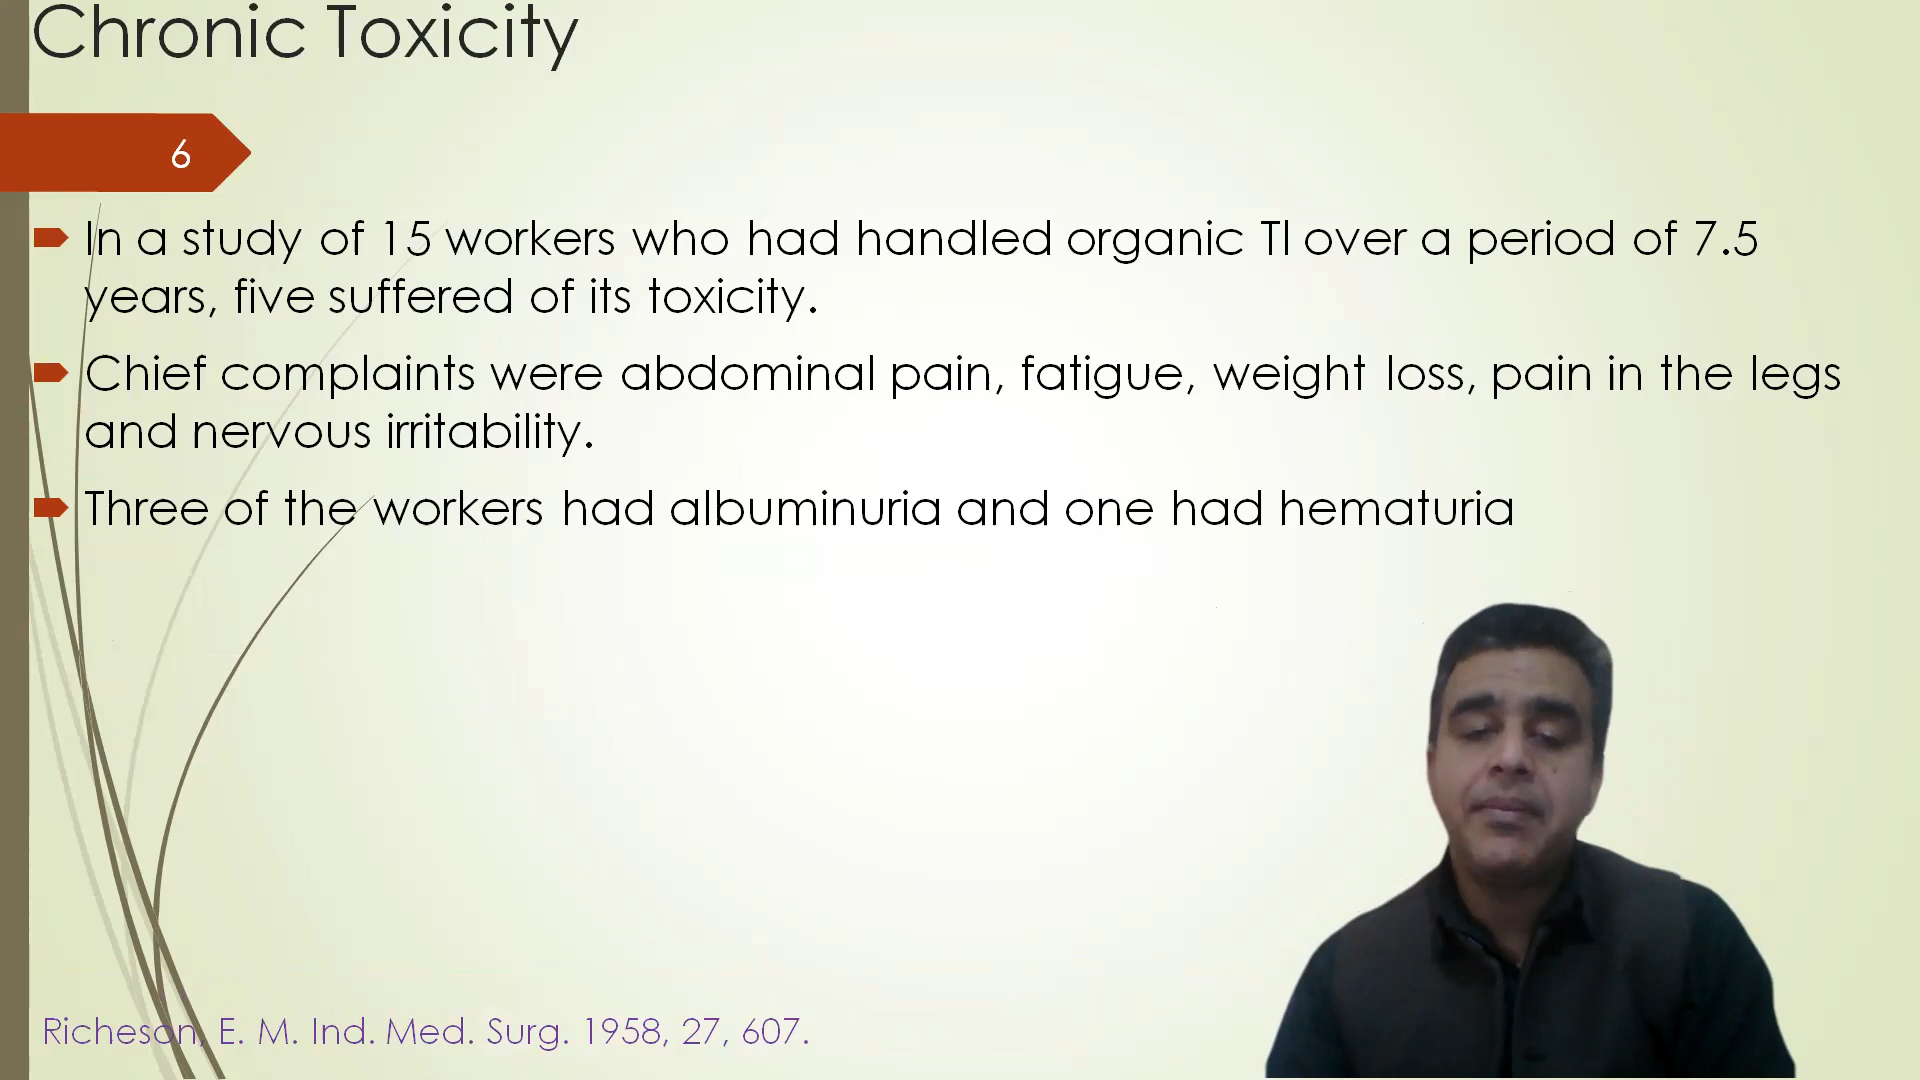 Chronic Toxicity
6
In a study of 15 workers who had handled organic Tl over a period of 7.5
years, five suffered of its toxicity.
Chief complaints were abdominal pain, fatigue, weight loss, pain in the legs
and nervous irritability.
Three of the workers had albuminuria and one had hematuria
Richeson, E. M. Ind. Med. Surg. 1958, 27, 607.